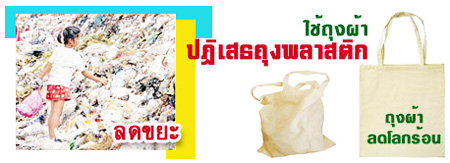 ใช้ถุงผ้า
ปฏิเสธถุงพลาสติก
ลดขยะ
ถุงผ้า
ลดโลกร้อน